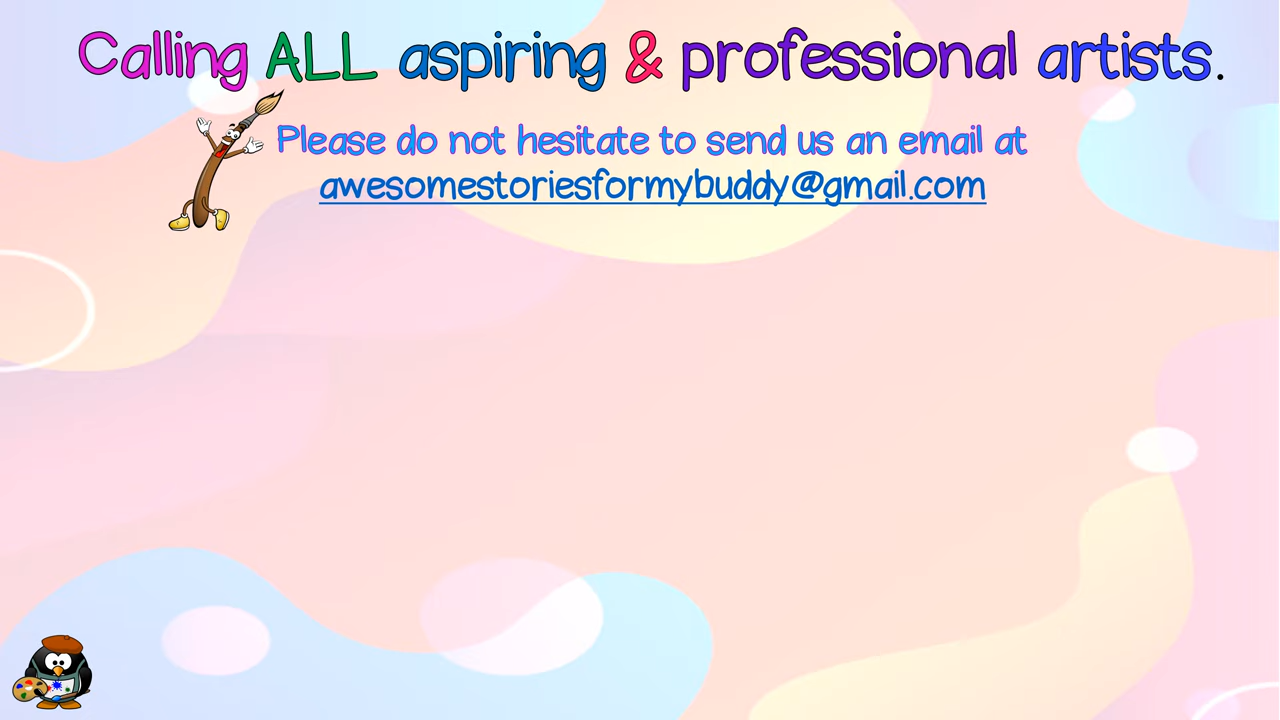 Calling ALL aspiring & professional artists.
Please do not hesitate to send us an email at
awesomestoriesformybuddy@gmail.com